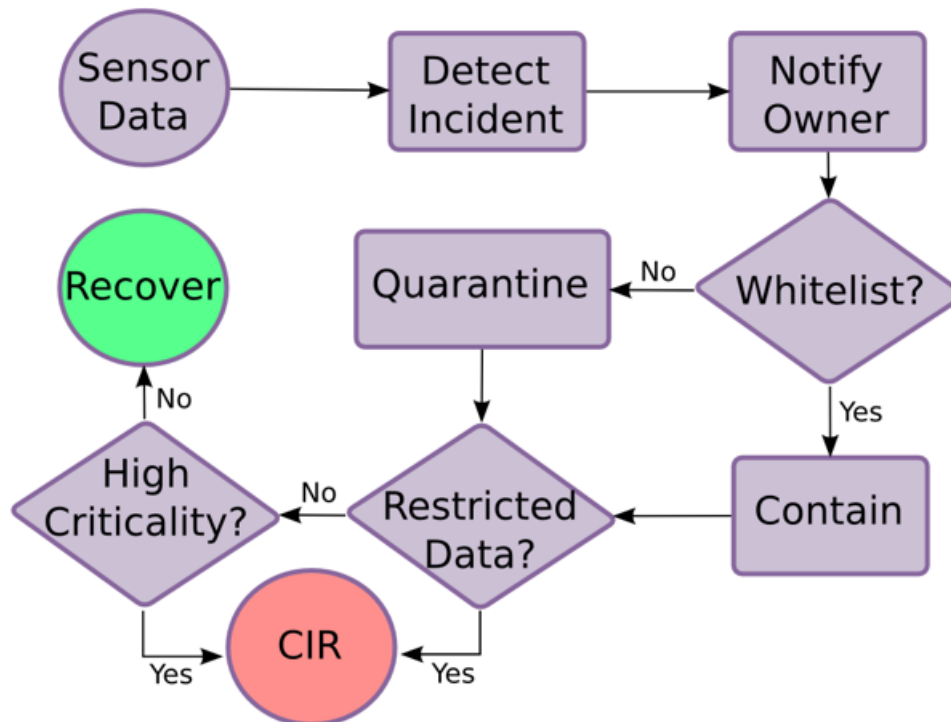 Sensor
Data
Detect
Incident
Notify
Owner
Recover
Quarantine
No
Whitelist?
No
Yes
High
Criticality?
No
Restricted
Data?
Contain
CIR
Yes
Yes